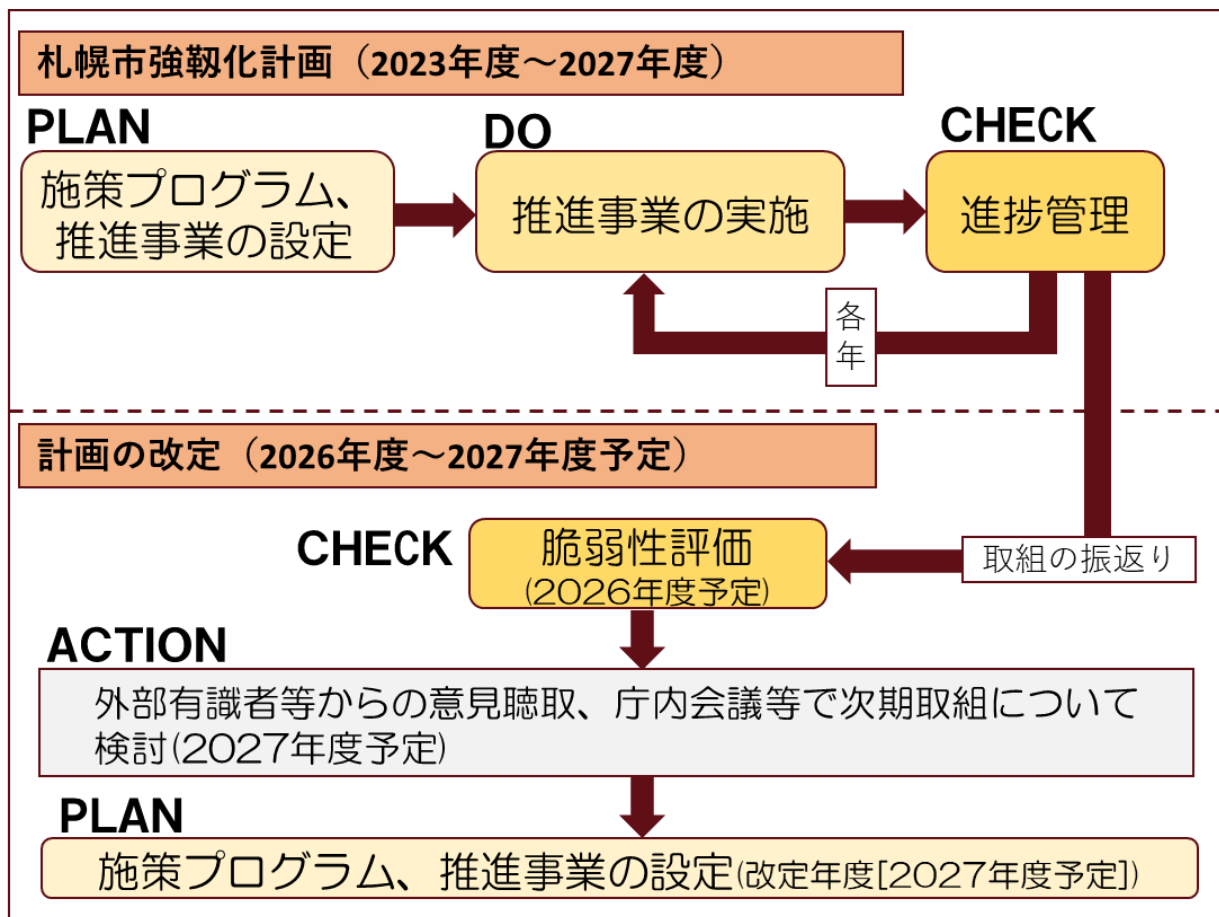 札幌市強靱化計画（2023年度～2027年度）
PLAN
DO
CHECK
施策プログラム、
推進事業の設定
推進事業の実施
進捗管理
各
年
計画の改定（2026年度～2027年度予定）
CHECK
脆弱性評価
(2026年度予定)
取組の振返り
ACTION
外部有識者等からの意見聴取、庁内会議等で次期取組について
検討(2027年度予定)
PLAN
施策プログラム、推進事業の設定(改定年度[2027年度予定])